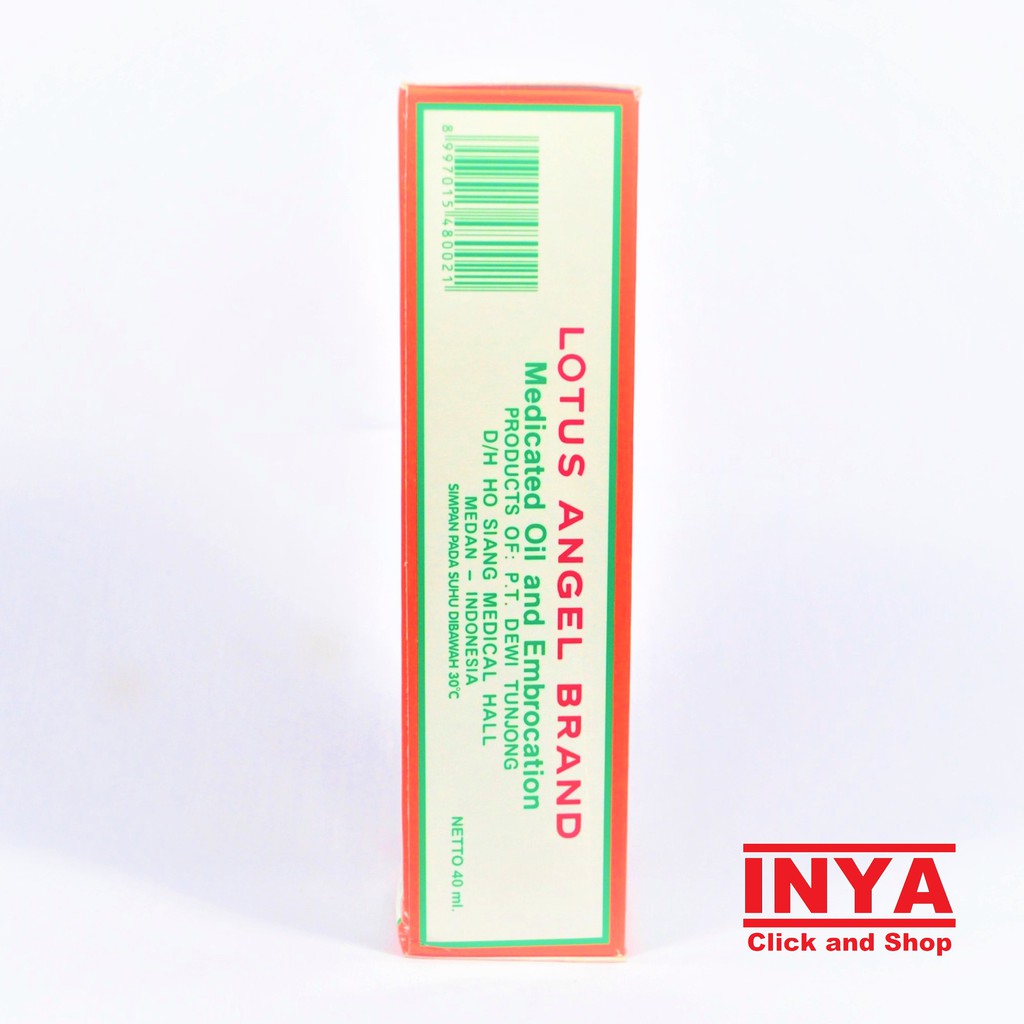 8997015480021
LOTUS ANGEL BRAND
Medicated Oil and Embrocation
PRODUCTS OF: P.T. DEWI TUNJONG
D/H HO SIANG MEDICAL HALL
MEDAN – INDONESIA
SIMPAN PADA SUHU DIBAWAH 30°C
NETTO 40 ml.
INYA
Click and Shop